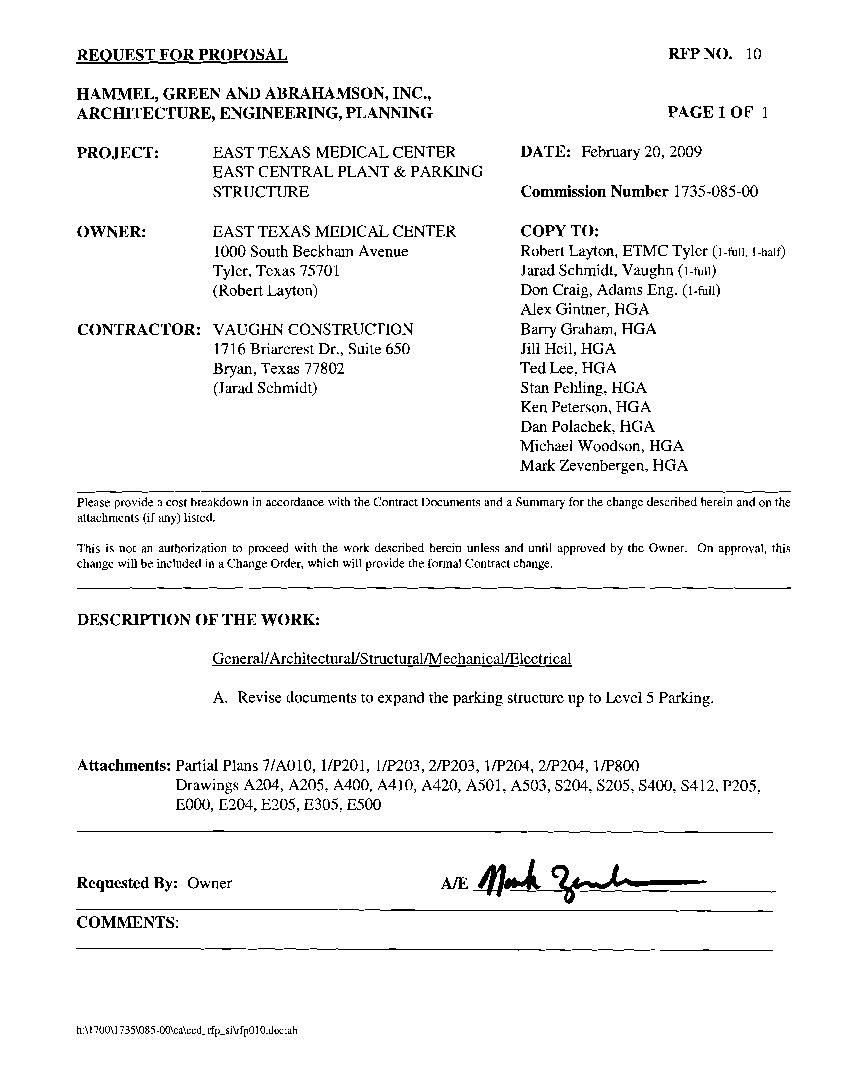 REQUEST FOR PROPOSAL
RFP NO. 10
HAMMEL, GREEN AND ABRAHAMSON, INC.,
ARCHITECTURE, ENGINEERING, PLANNING
PAGE 1 OF 1
PROJECT: EAST TEXAS MEDICAL CENTER
EAST CENTRAL PLANT & PARKING
STRUCTURE
DATE: February 20, 2009
Commission Number 1735-085-00
OWNER: EAST TEXAS MEDICAL CENTER
1000 South Beckham Avenue
Tyler, Texas 75701
(Robert Layton)
CONTRACTOR: VAUGHN CONSTRUCTION
1716 Briarcrest Dr., Suite 650
Bryan, Texas 77802
(Jarad Schmidt)
COPY TO:
Robert Layton, ETMC Tyler (1-full, 1-half)
Jarad Schmidt, Vaughn (1-full)
Don Craig, Adams Eng. (1-full)
Alex Gintner, HGA
Barry Graham, HGA
Jill Heil, HGA
Ted Lee, HGA
Stan Pehling, HGA
Ken Peterson, HGA
Dan Polachek, HGA
Michael Woodson, HGA
Mark Zevenbergen, HGA
Please provide a cost breakdown in accordance with the Contract Documents and a Summary for the change described herein and on the
attachments (if any) listed.
This is not an authorization to proceed with the work described herein unless and until approved by the Owner. On approval, this
change will be included in a Change Order, which will provide the formal Contract change.
DESCRIPTION OF THE WORK:
General/Architectural/Structural/Mechanical/Electrical
A. Revise documents to expand the parking structure up to Level 5 Parking.
Attachments: Partial Plans 7/A010, 1/P201, 1/P203, 2/P203, 1/P204, 2/P204, 1/P800
Drawings A204, A205, A400, A410, A420, A501, A503, S204, S205, S400, S412, P205,
E000, E204, E205, E305, E500
Requested By: Owner
A/E
COMMENTS:
h:\1700\1735\085-00\ca\ccd_rfp_si\rfp010.doc:ah